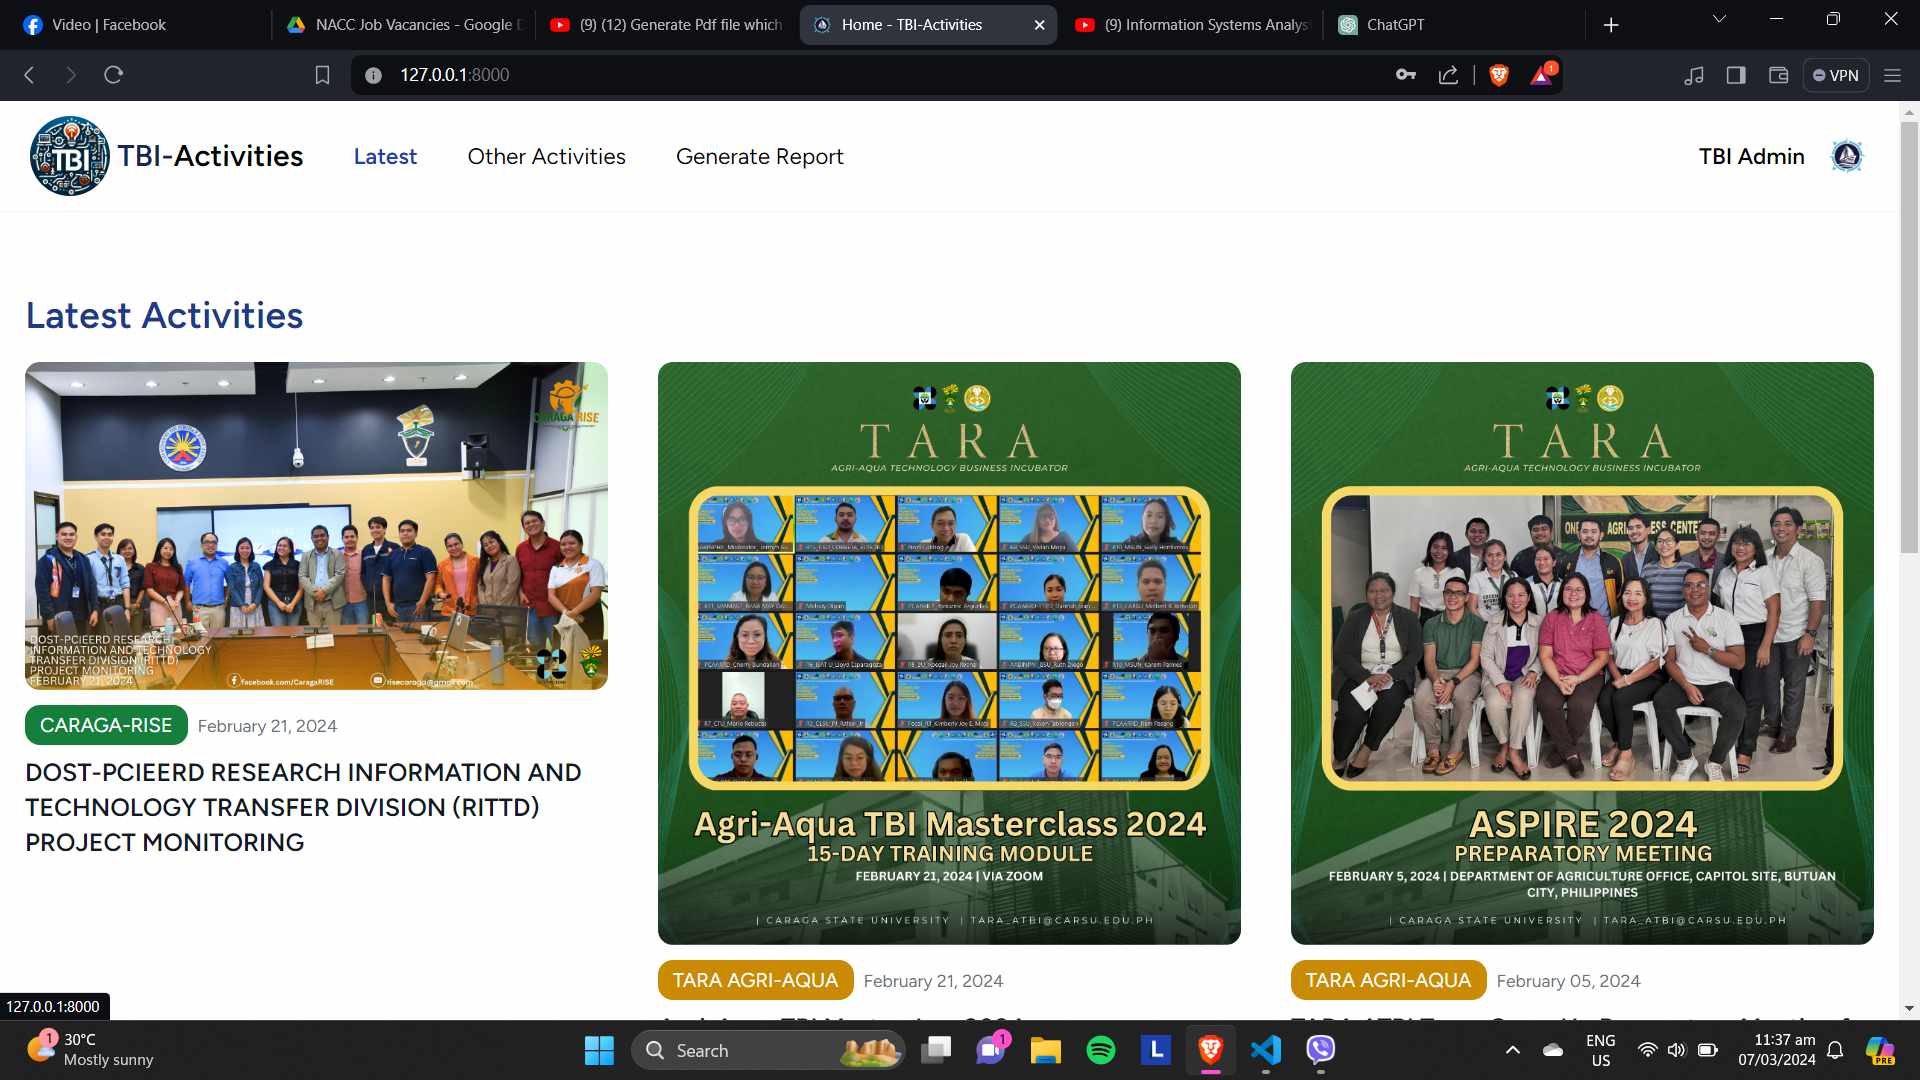 Video | Facebook
NACC Job Vacancies - Google D
(9) (12) Generate Pdf file which
Home - TBI-Activities
(9) Information Systems Analys
ChatGPT
127.0.0.1:8000
1
VPN
TBI
TBI-Activities
Latest
Other Activities
Generate Report
TBI Admin
Latest Activities
CARAGA RISE
DOST-PCIEERD RESEARCH
INFORMATION AND TECHNOLOGY
TRANSFER DIVISION (RITTD)
PROJECT MONITORING
FEBRUARY 21, 2024
facebook.com/CaragaRISE
risecaraga@gmail.com
CARAGA-RISE
February 21, 2024
DOST-PCIEERD RESEARCH INFORMATION AND
TECHNOLOGY TRANSFER DIVISION (RITTD)
PROJECT MONITORING
TARA
AGRI-AQUA TECHNOLOGY BUSINESS INCUBATOR
Agri-Aqua TBI Masterclass 2024
15-DAY TRAINING MODULE
FEBRUARY 21, 2024 | VIA ZOOM
| CARAGA STATE UNIVERSITY | TARA_ATBI@CARSU.EDU.PH
TARA AGRI-AQUA
February 21, 2024
TARA
AGRI-AQUA TECHNOLOGY BUSINESS INCUBATOR
ASPIRE 2024
PREPARATORY MEETING
FEBRUARY 5, 2024 | DEPARTMENT OF AGRICULTURE OFFICE, CAPITOL SITE, BUTUAN
CITY, PHILIPPINES
| CARAGA STATE UNIVERSITY | TARA_ATBI@CARSU.EDU.PH
TARA AGRI-AQUA
February 05, 2024
127.0.0.1:8000
1
30°C
Mostly sunny
Search
1
L
ENG
US
11:37 am
07/03/2024
PRE